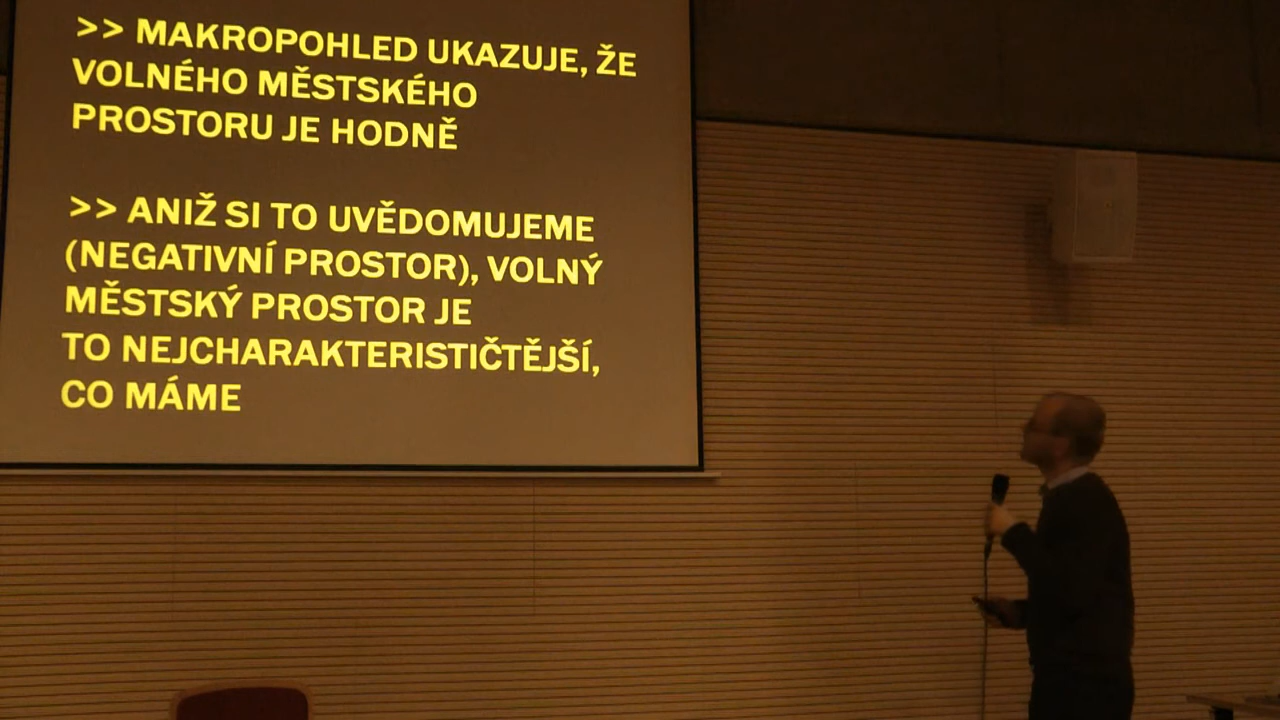 >> MAKROPOHLED UKAZUJE, ŽE
VOLNÉHO MĚSTSKÉHO
PROSTORU JE HODNĚ
>> ANIŽ SI TO UVĚDOMUJEME
(NEGATIVNÍ PROSTOR), VOLNÝ
MĚSTSKÝ PROSTOR JE
TO NEJCHARAKTERISTIČTĚJŠÍ,
CO MÁME